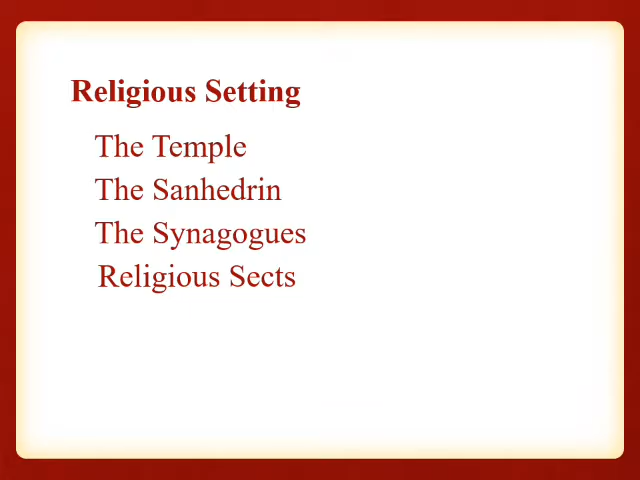 Religious Setting
The Temple
The Sanhedrin
The Synagogues
Religious Sects